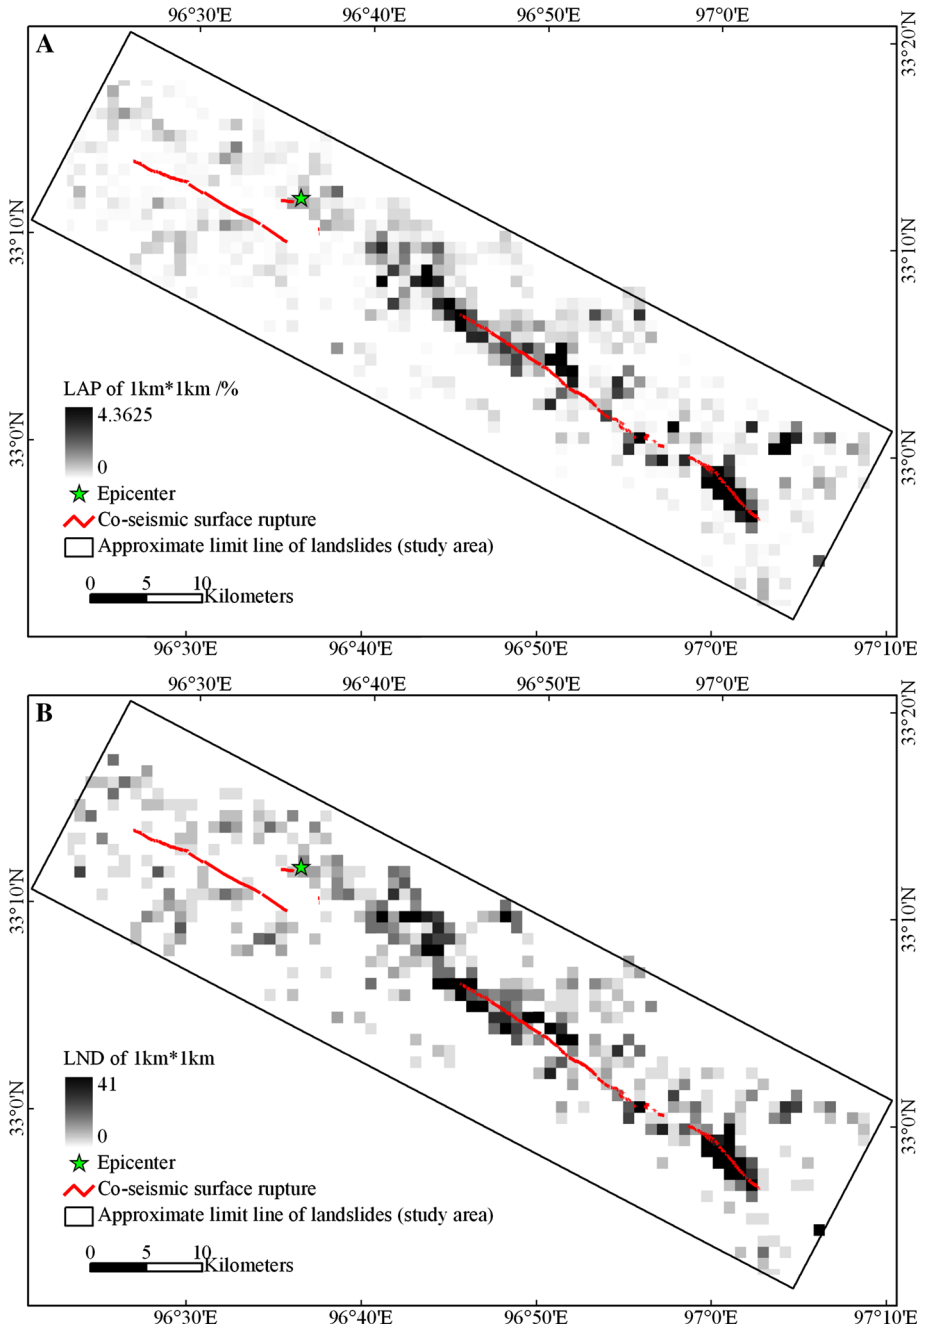 96°30'E 96°40'E 96°50'E 97°0'E
A
33°20'N
33°10'N
33°10'N
LAP of 1km*1km /%
4.3625
0
33°0'N
33°0'N
Epicenter
Co-seismic surface rupture
Approximate limit line of landslides (study area)
0 5 10
Kilometers
96°30'E 96°40'E 96°50'E 97°0'E 97°10'E
96°30'E 96°40'E 96°50'E 97°0'E
B
33°20'N
33°10'N
33°10'N
LND of 1km*1km
41
0
33°0'N
33°0'N
Epicenter
Co-seismic surface rupture
Approximate limit line of landslides (study area)
0 5 10
Kilometers
96°30'E 96°40'E 96°50'E 97°0'E 97°10'E